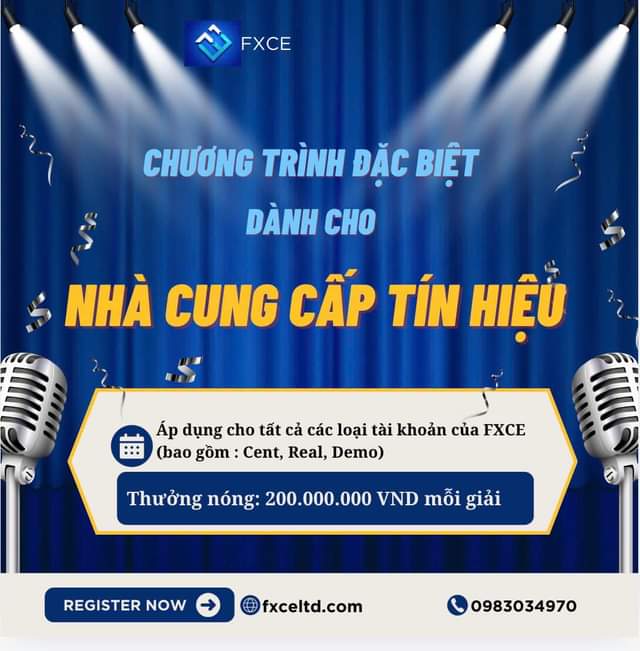 FXCE
CHƯƠNG TRÌNH ĐẶC BIỆT
DÀNH CHO
NHÀ CUNG CẤP TÍN HIỆU
Áp dụng cho tất cả các loại tài khoản của FXCE
(bao gồm : Cent, Real, Demo)
Thưởng nóng: 200.000.000 VND mỗi giải
REGISTER NOW fxceltd.com 0983034970